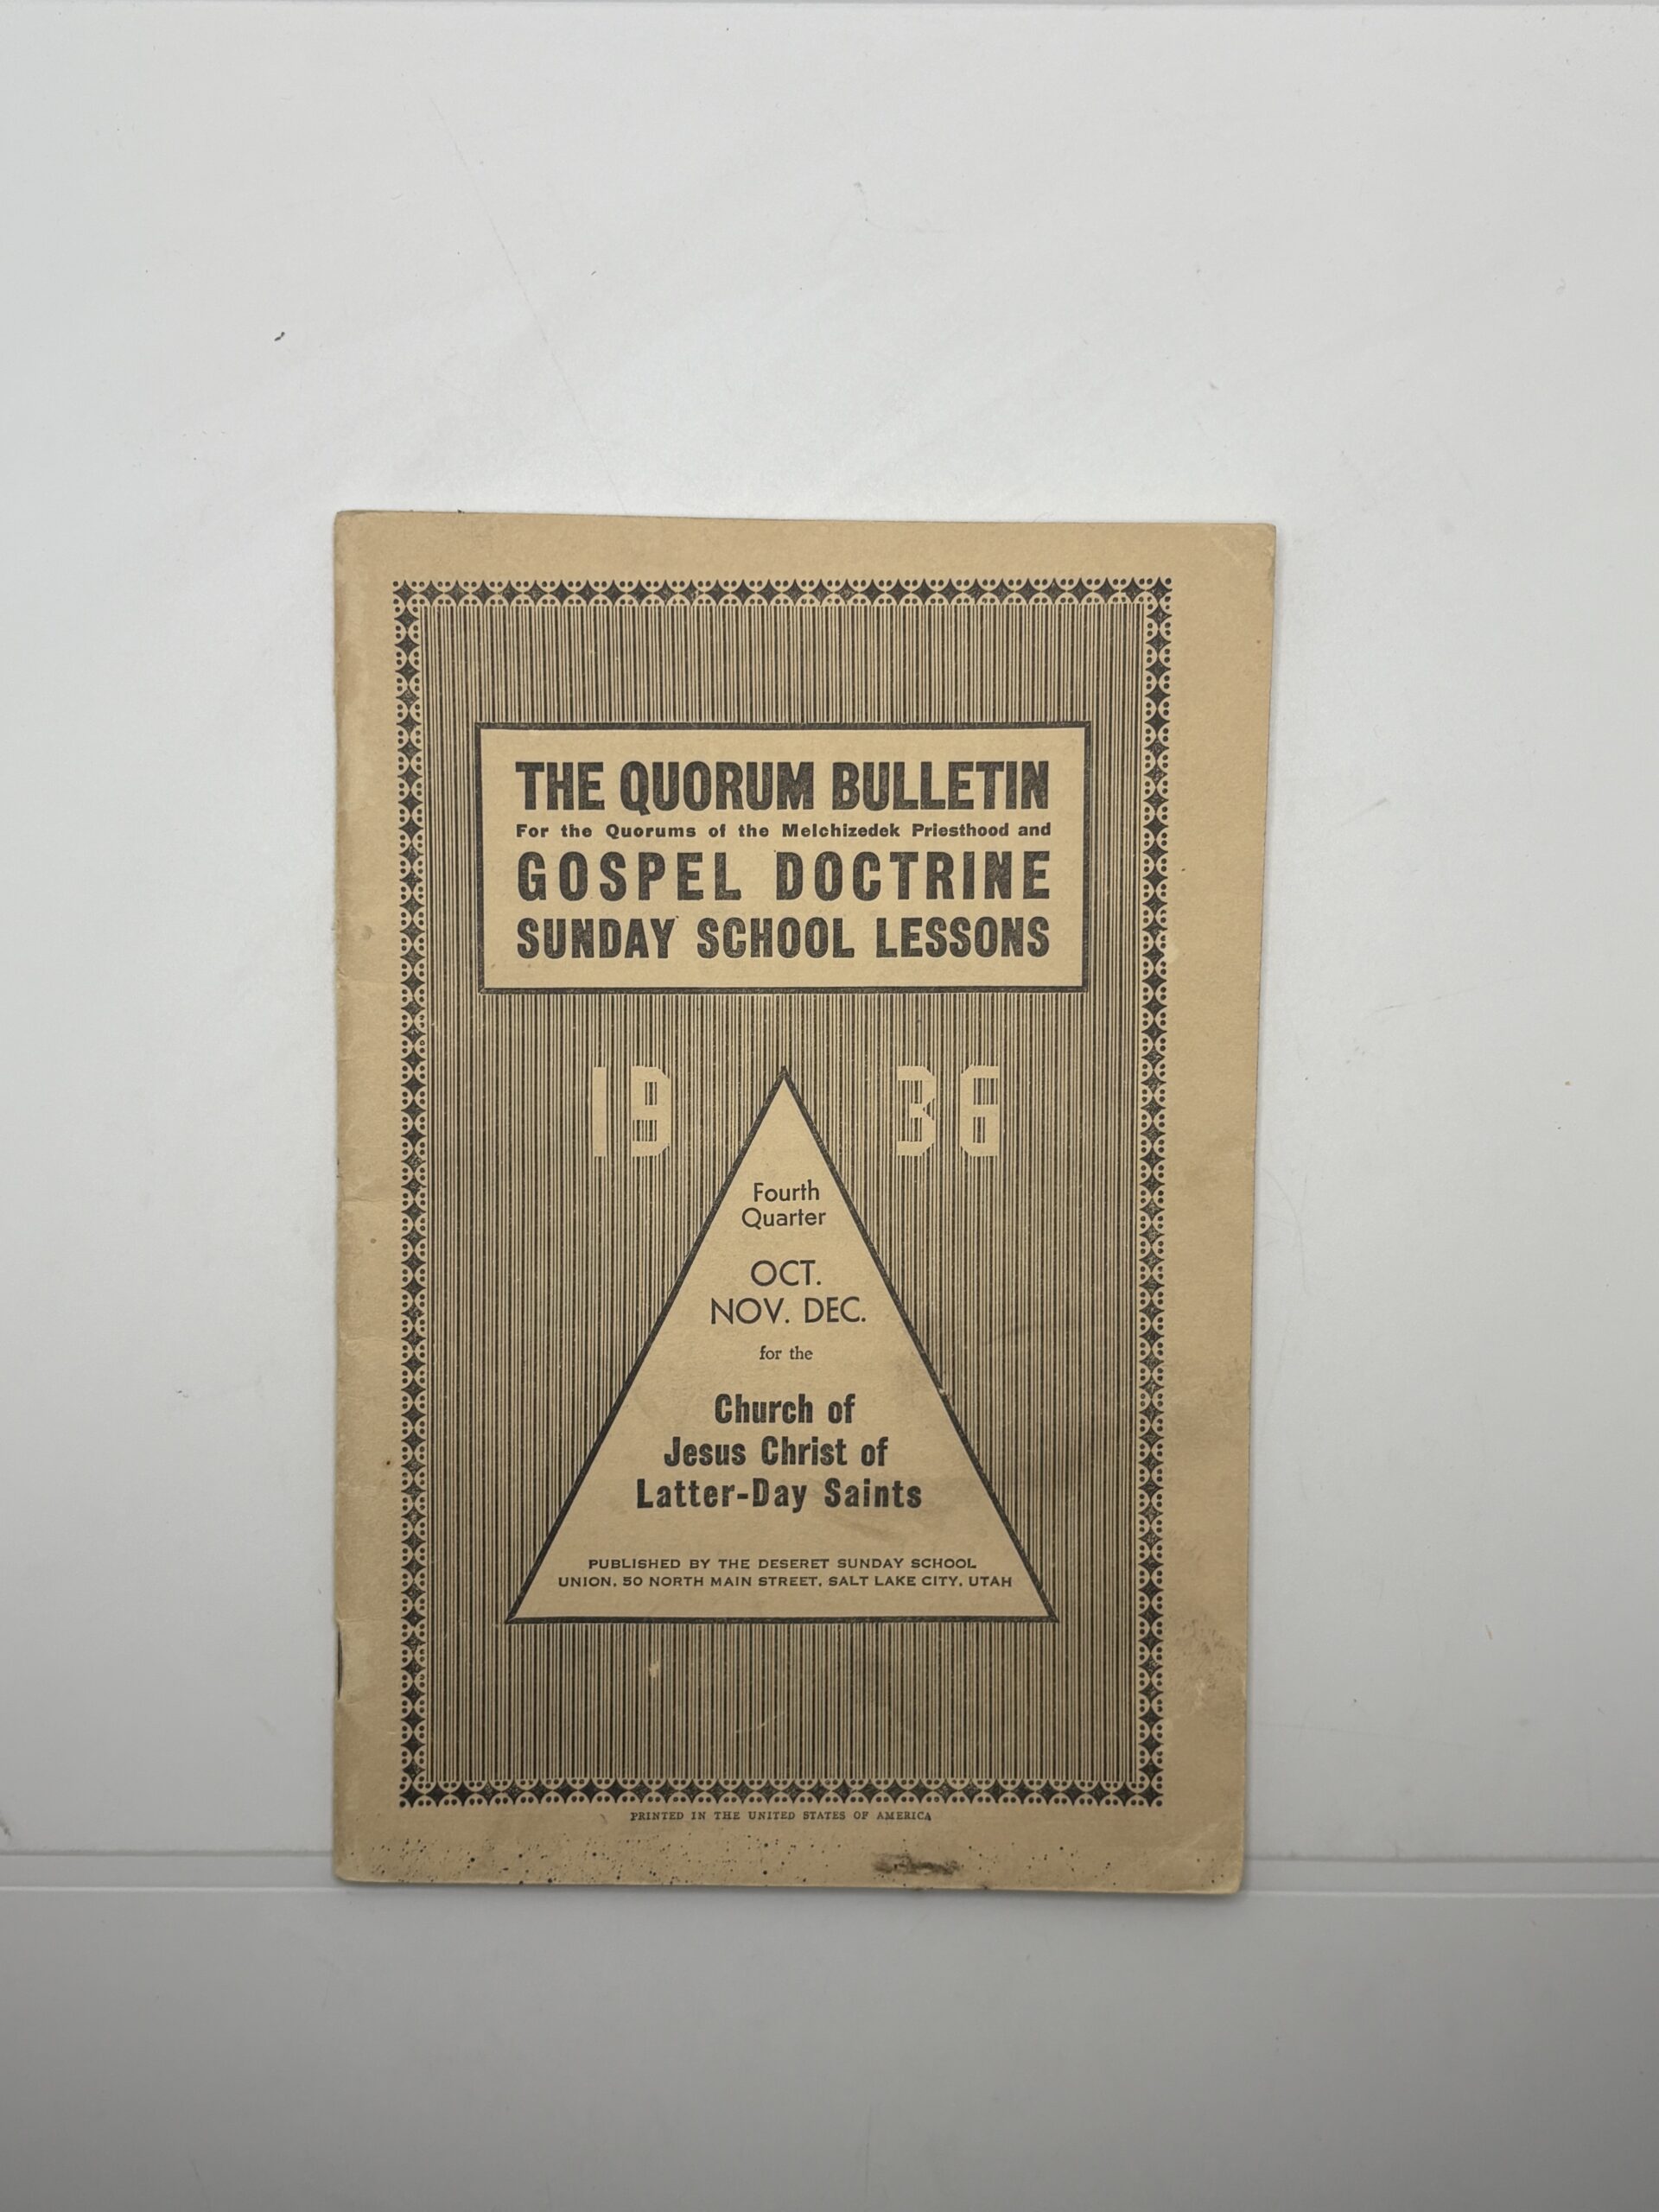 THE QUORUM BULLETIN
For the Quorums of the Melchizedek Priesthood and
GOSPEL DOCTRINE
SUNDAY SCHOOL LESSONS
19 36
Fourth
Quarter
OCT.
NOV. DEC.
for the
Church of
Jesus Christ of
Latter-Day Saints
PUBLISHED BY THE DESERET SUNDAY SCHOOL
UNION, 50 NORTH MAIN STREET, SALT LAKE CITY, UTAH
PRINTED IN THE UNITED STATES OF AMERICA